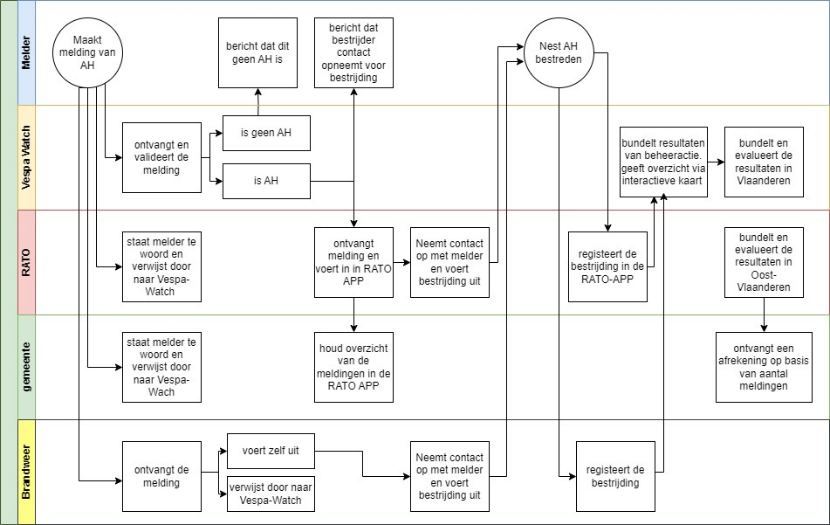 Melder
Maakt
melding van
AH
bericht dat dit
geen AH is
bericht dat
bestrijder
contact
opneemt voor
bestrijding
Nest AH
bestreden
Vespa Watch
ontvangt en
valideert de
melding
is geen AH
is AH
bundelt resultaten
van beheeractie.
geeft overzicht via
interactieve kaart
bundelt en
evalueert de
resultaten in
Vlaanderen
RATO
staat melder te
woord en
verwijst door
naar Vespa-
Watch
ontvangt
melding en
voert in in RATO
APP
Neemt contact
op met melder
en voert
bestrijding uit
registeert de
bestrijding in de
RATO-APP
bundelt en
evalueert de
resultaten in
Oost-
Vlaanderen
gemeente
staat melder te
woord en
verwijst door
naar Vespa-
Wach
houd overzicht
van de
meldingen in de
RATO APP
ontvangt een
afrekening op basis
van aantal
meldingen
Brandweer
ontvangt de
melding
voert zelf uit
verwijst door naar
Vespa-Watch
Neemt contact
op met melder
en voert
bestrijding uit
registeert de
bestrijding